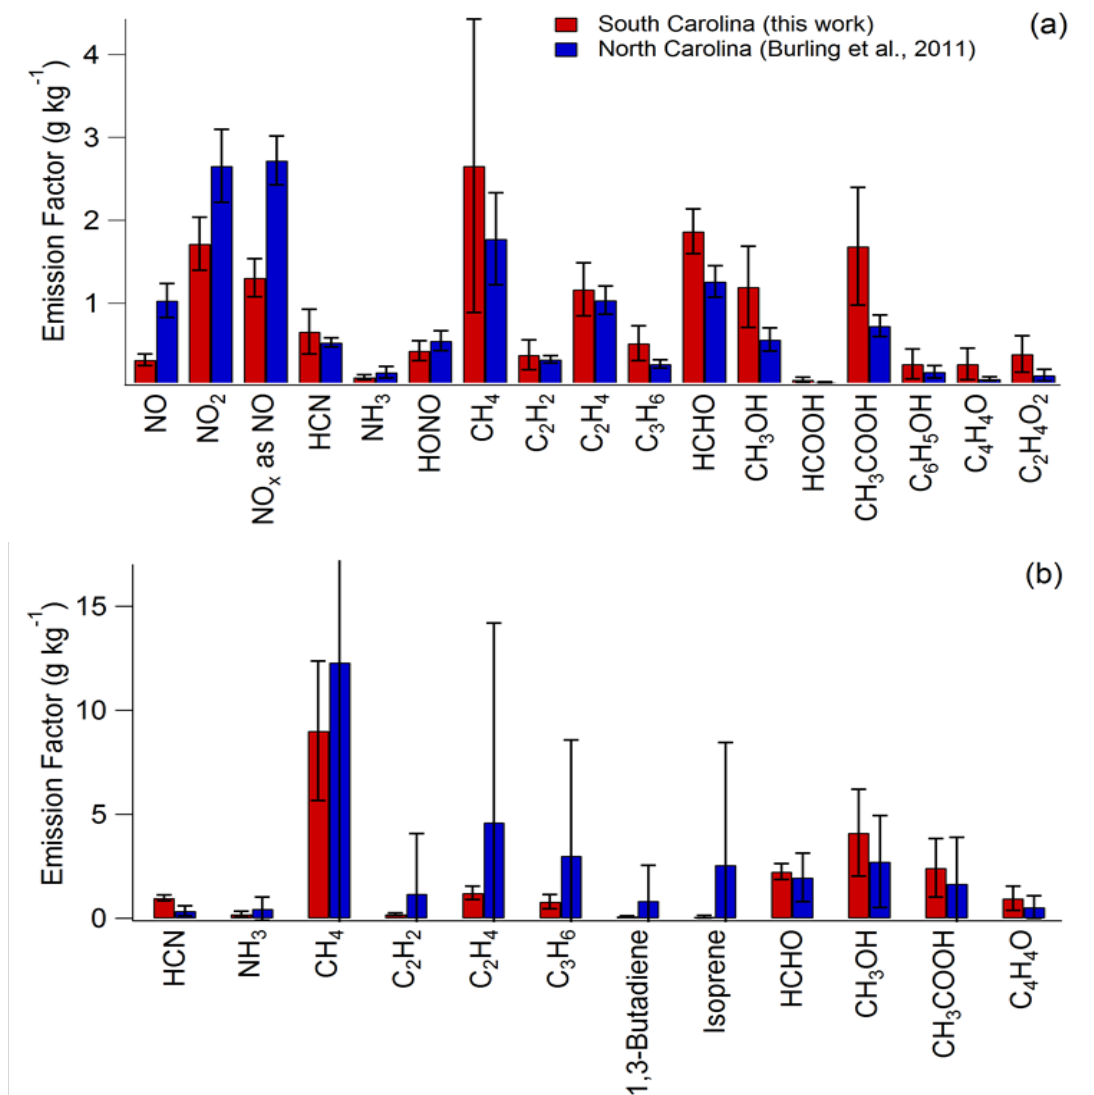 South Carolina (this work)
North Carolina (Burling et al., 2011)
(a)
Emission Factor (g kg⁻¹)
4
3
2
1
NO
NO₂
NOₓ as NO
HCN
NH₃
HONO
CH₄
C₂H₂
C₂H₄
C₃H₆
HCHO
CH₃OH
HCOOH
CH₃COOH
C₆H₅OH
C₄H₄O
C₂H₄O₂
(b)
Emission Factor (g kg⁻¹)
15
10
5
0
HCN
NH₃
CH₄
C₂H₂
C₂H₄
C₃H₆
1,3-Butadiene
Isoprene
HCHO
CH₃OH
CH₃COOH
C₄H₄O